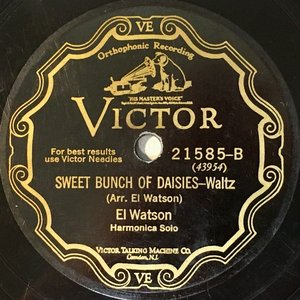 VE
Orthophonic Recording
"HIS MASTER'S VOICE"
VICTOR
For best results
use Victor Needles
21585-B
(43954)
SWEET BUNCH OF DAISIES—Waltz
(Arr. El Watson)
El Watson
Harmonica Solo
VICTOR TALKING MACHINE CO.
Camden, N.J.
VE